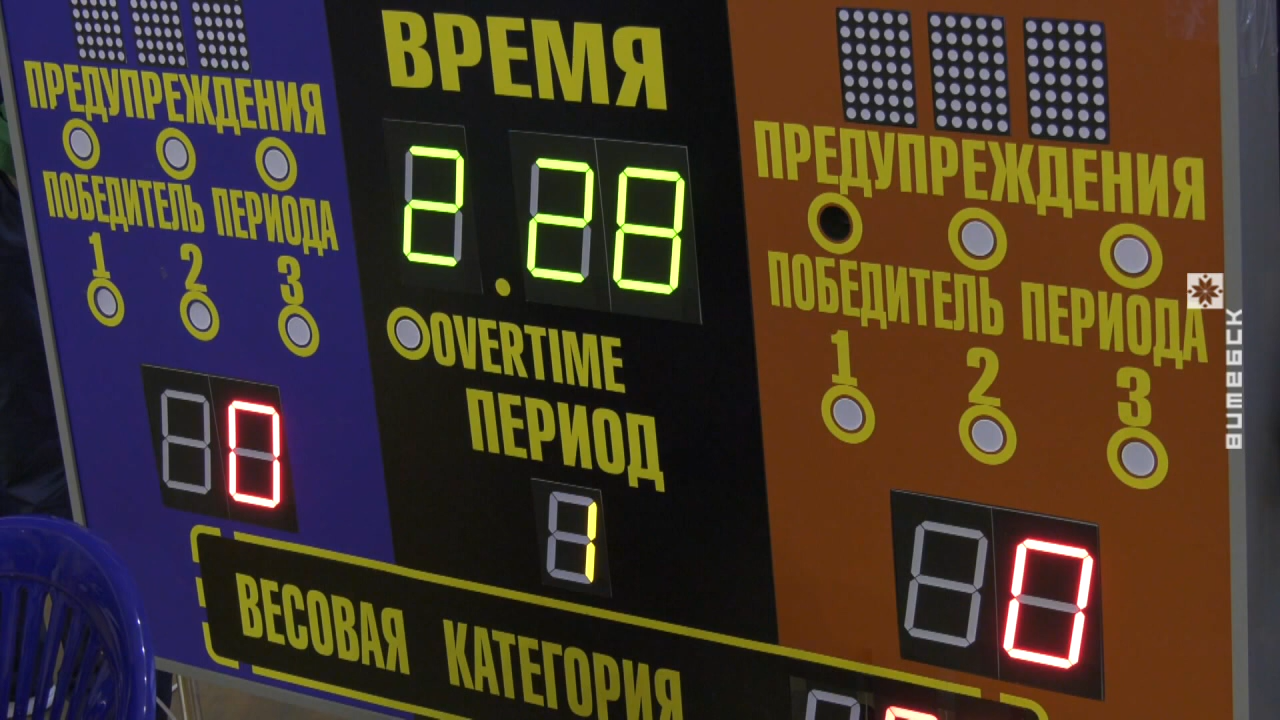 ВРЕМЯ
2.28
OVERTIME
ПЕРИОД
1
ПРЕДУПРЕЖДЕНИЯ
ПОБЕДИТЕЛЬ ПЕРИОДА
1 2 3
0
ПРЕДУПРЕЖДЕНИЯ
ПОБЕДИТЕЛЬ ПЕРИОДА
1 2 3
0
ВЕСОВАЯ КАТЕГОРИЯ
ВИТЕБСК